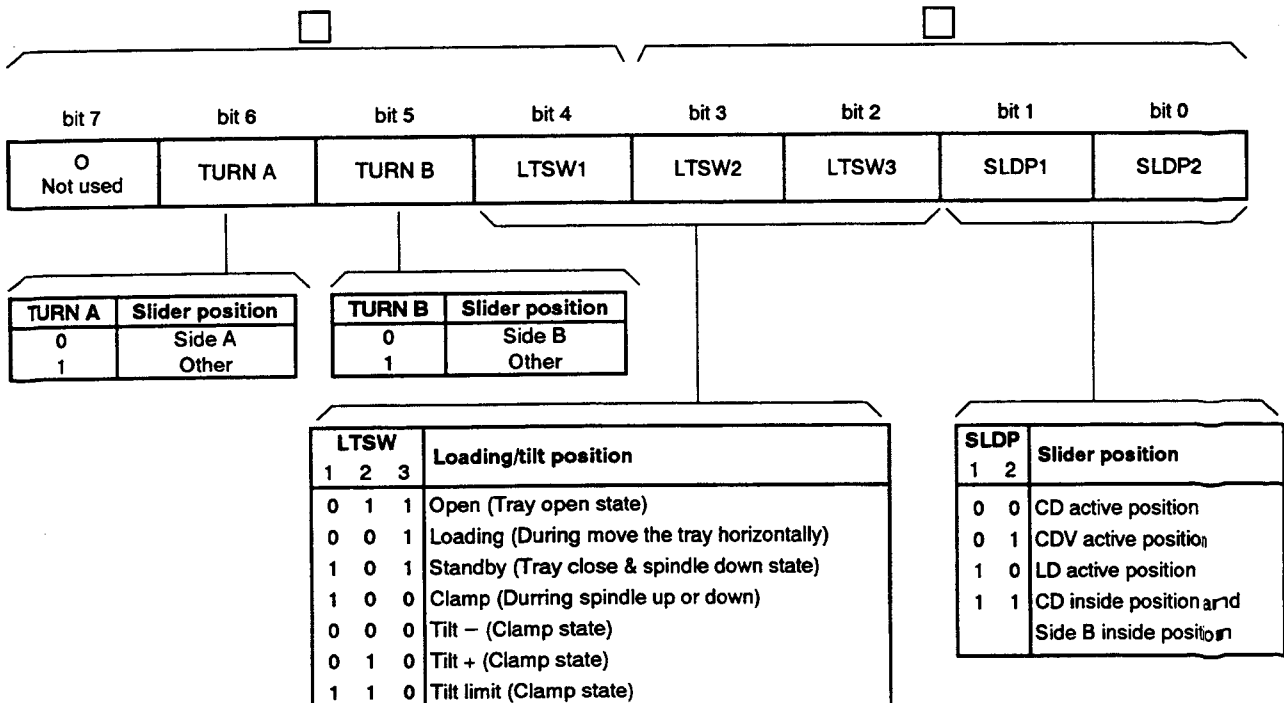 bit 7 bit 6 bit 5 bit 4 bit 3 bit 2 bit 1 bit 0
O Not used TURN A TURN B LTSW1 LTSW2 LTSW3 SLDP1 SLDP2
TURN A Slider position
0 Side A
1 Other
TURN B Slider position
0 Side B
1 Other
LTSW Loading/tilt position
1 2 3
0 1 1 Open (Tray open state)
0 0 1 Loading (During move the tray horizontally)
1 0 1 Standby (Tray close & spindle down state)
1 0 0 Clamp (Durring spindle up or down)
0 0 0 Tilt − (Clamp state)
0 1 0 Tilt + (Clamp state)
1 1 0 Tilt limit (Clamp state)
SLDP Slider position
1 2
0 0 CD active position
0 1 CDV active position
1 0 LD active position
1 1 CD inside position and
Side B inside position